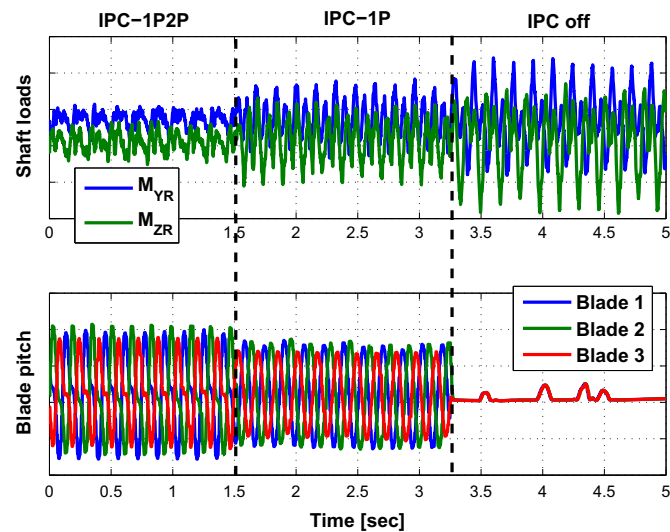 IPC−1P2P IPC−1P IPC off
Shaft loads
M_YR
M_ZR
0 0.5 1 1.5 2 2.5 3 3.5 4 4.5 5
Blade pitch
Blade 1
Blade 2
Blade 3
0 0.5 1 1.5 2 2.5 3 3.5 4 4.5 5
Time [sec]